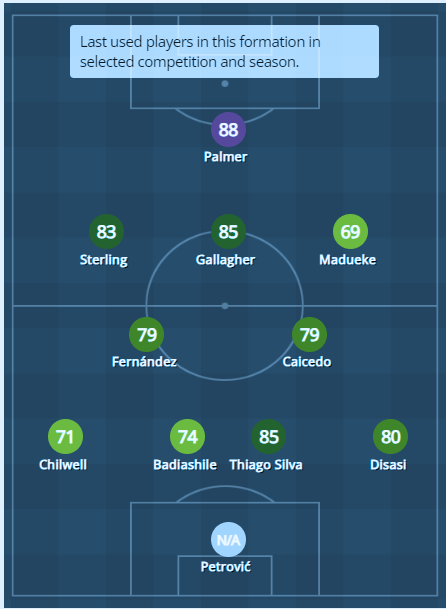 Last used players in this formation in
selected competition and season.
88
Palmer
83 85 69
Sterling Gallagher Madueke
79 79
Fernández Caicedo
71 74 85 80
Chilwell Badiashile Thiago Silva Disasi
N/A
Petrović